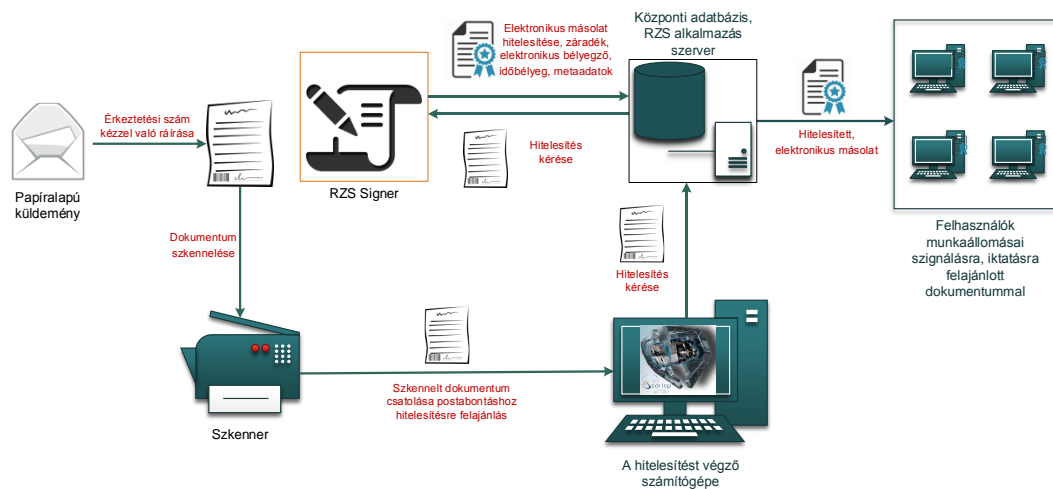 Elektronikus másolat
hitelesítése, záradék,
elektronikus bélyegző,
időbélyeg, metaadatok
Központi adatbázis,
RZS alkalmazás
szerver
Érkeztetési szám
kézzel való ráírása
Hitelesítés
kérése
Hitelesített,
elektronikus másolat
Papíralapú
küldemény
RZS Signer
Felhasználók
munkaállomásai
szignálásra, iktatásra
felajánlott
dokumentummal
Dokumentum
szkennelése
Hitelesítés
kérése
Szkennelt dokumentum
csatolása postabontáshoz
hitelesítésre felajánlás
Szkenner
A hitelesítést végző
számítógépe